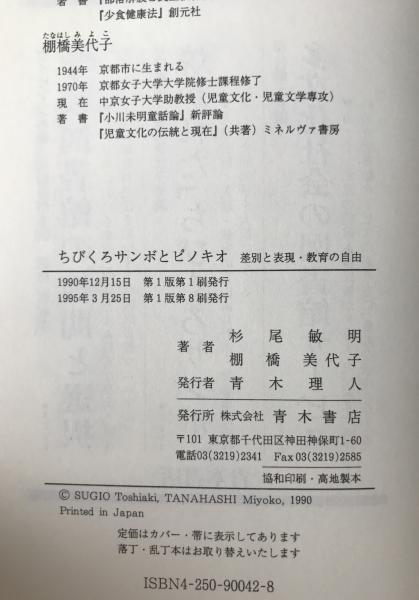 『少食健康法』創元社
たなはしみよこ
棚橋美代子
1944年 京都市に生まれる
1970年 京都女子大学大学院修士課程修了
現 在 中京女子大学助教授（児童文化・児童文学専攻）
著 書 『小川未明童話論』新評論
『児童文化の伝統と現在』（共著）ミネルヴァ書房
ちびくろサンボとピノキオ 差別と表現・教育の自由
1990年12月15日 第1版第1刷発行
1995年3月25日 第1版第8刷発行
著者 杉尾敏明
棚橋美代子
発行者 青木理人
発行所 株式会社 青木書店
〒101 東京都千代田区神田神保町1-60
電話03(3219)2341 Fax03(3219)2585
協和印刷・高地製本
© SUGIO Toshiaki, TANAHASHI Miyoko, 1990
Printed in Japan
定価はカバー・帯に表示してあります
落丁・乱丁本はお取り替えいたします
ISBN4-250-90042-8